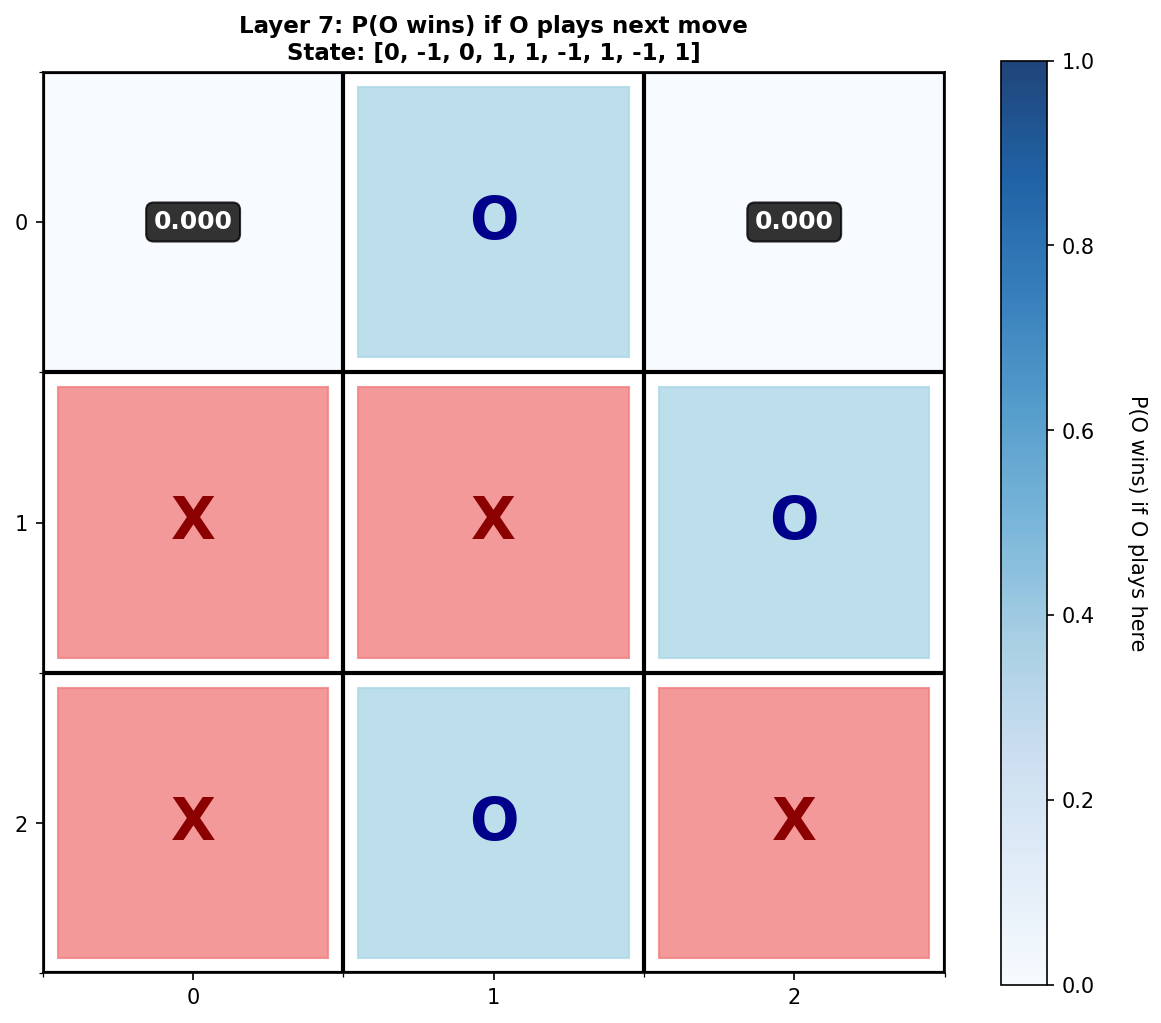 Layer 7: P(O wins) if O plays next move
State: [0, -1, 0, 1, 1, -1, 1, -1, 1]
0.000 O 0.000
X X O
X O X
0
1
2
0 1 2
1.0
0.8
0.6
0.4
0.2
0.0
P(O wins) if O plays here